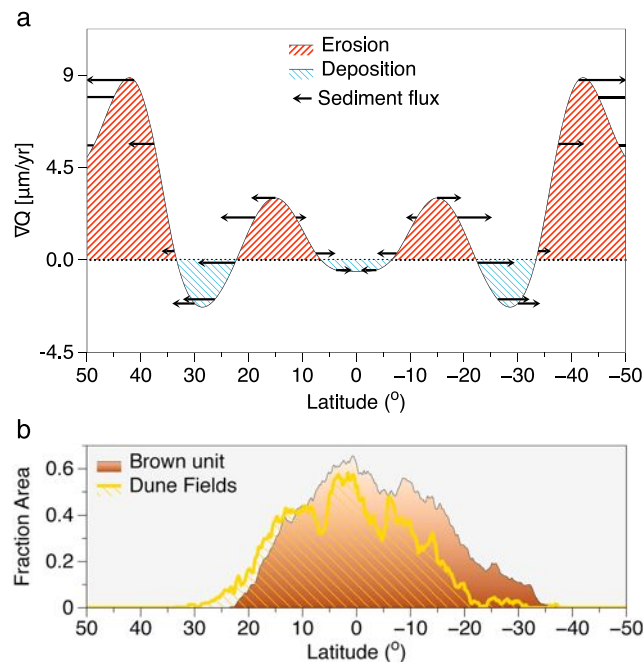 a
Erosion
Deposition
Sediment flux
∇Q [µm/yr]
9
4.5
0.0
-4.5
50 40 30 20 10 0 −10 −20 −30 −40 −50
Latitude (o)
b
Brown unit
Dune Fields
Fraction Area
0.6
0.4
0.2
0
50 40 30 20 10 0 −10 −20 −30 −40 −50
Latitude (°)